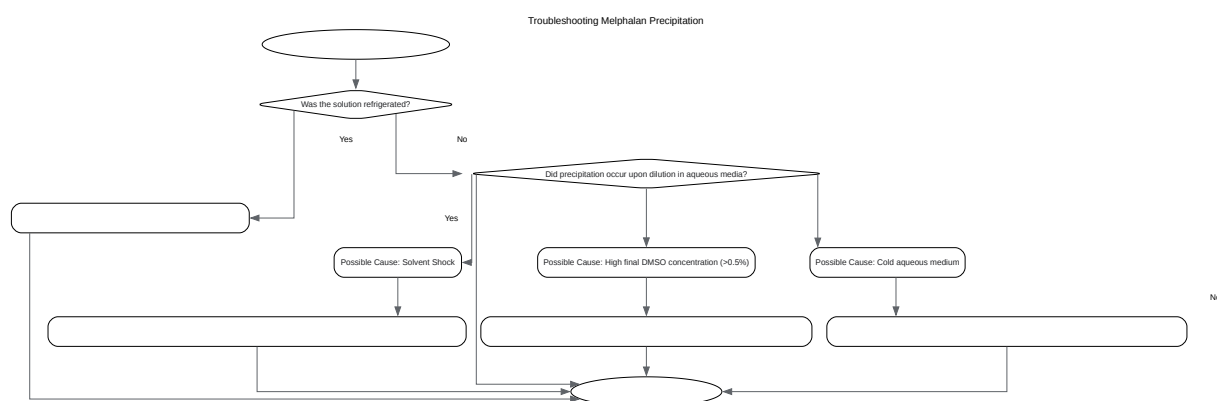 Troubleshooting Melphalan Precipitation
Was the solution refrigerated?
Yes
No
Did precipitation occur upon dilution in aqueous media?
Yes
Possible Cause: Solvent Shock
Possible Cause: High final DMSO concentration (>0.5%)
Possible Cause: Cold aqueous medium
No